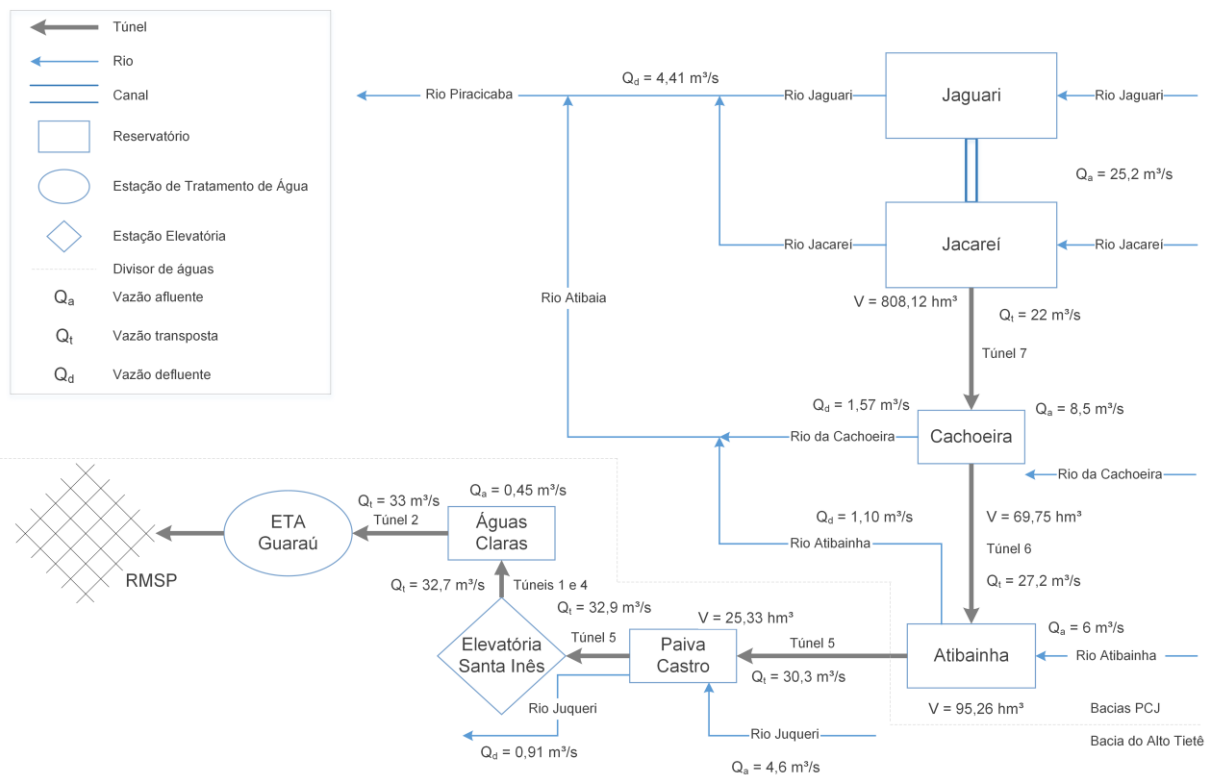 Túnel
Rio
Canal
Reservatório
Estação de Tratamento de Água
Estação Elevatória
Divisor de águas
Qₐ Vazão afluente
Qₜ Vazão transposta
Q_d Vazão defluente
Q_d = 4,41 m³/s
Rio Piracicaba
Rio Jaguari
Jaguari
Rio Jaguari
Qₐ = 25,2 m³/s
Rio Jacareí
Jacareí
Rio Jacareí
Rio Atibaia
V = 808,12 hm³
Qₜ = 22 m³/s
Túnel 7
Q_d = 1,57 m³/s
Qₐ = 8,5 m³/s
Rio da Cachoeira
Cachoeira
Rio da Cachoeira
V = 69,75 hm³
Q_d = 1,10 m³/s
Rio Atibainha
Túnel 6
Qₜ = 27,2 m³/s
Qₐ = 6 m³/s
Atibainha
Rio Atibainha
V = 95,26 hm³
Bacias PCJ
Bacia do Alto Tietê
Qₐ = 0,45 m³/s
Qₜ = 33 m³/s
Túnel 2
ETA
Guaraú
Águas
Claras
RMSP
Qₜ = 32,7 m³/s
Túneis 1 e 4
Qₜ = 32,9 m³/s
V = 25,33 hm³
Elevatória
Santa Inês
Túnel 5
Paiva
Castro
Túnel 5
Qₜ = 30,3 m³/s
Rio Juqueri
Q_d = 0,91 m³/s
Rio Juqueri
Qₐ = 4,6 m³/s